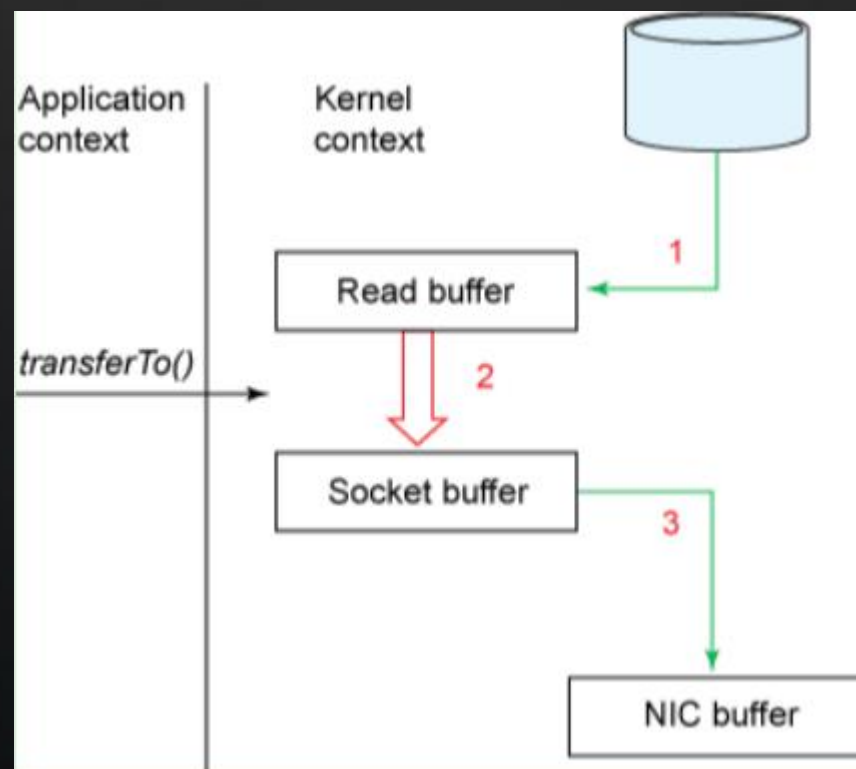 Application
context
Kernel
context
1
Read buffer
transferTo()
2
Socket buffer
3
NIC buffer